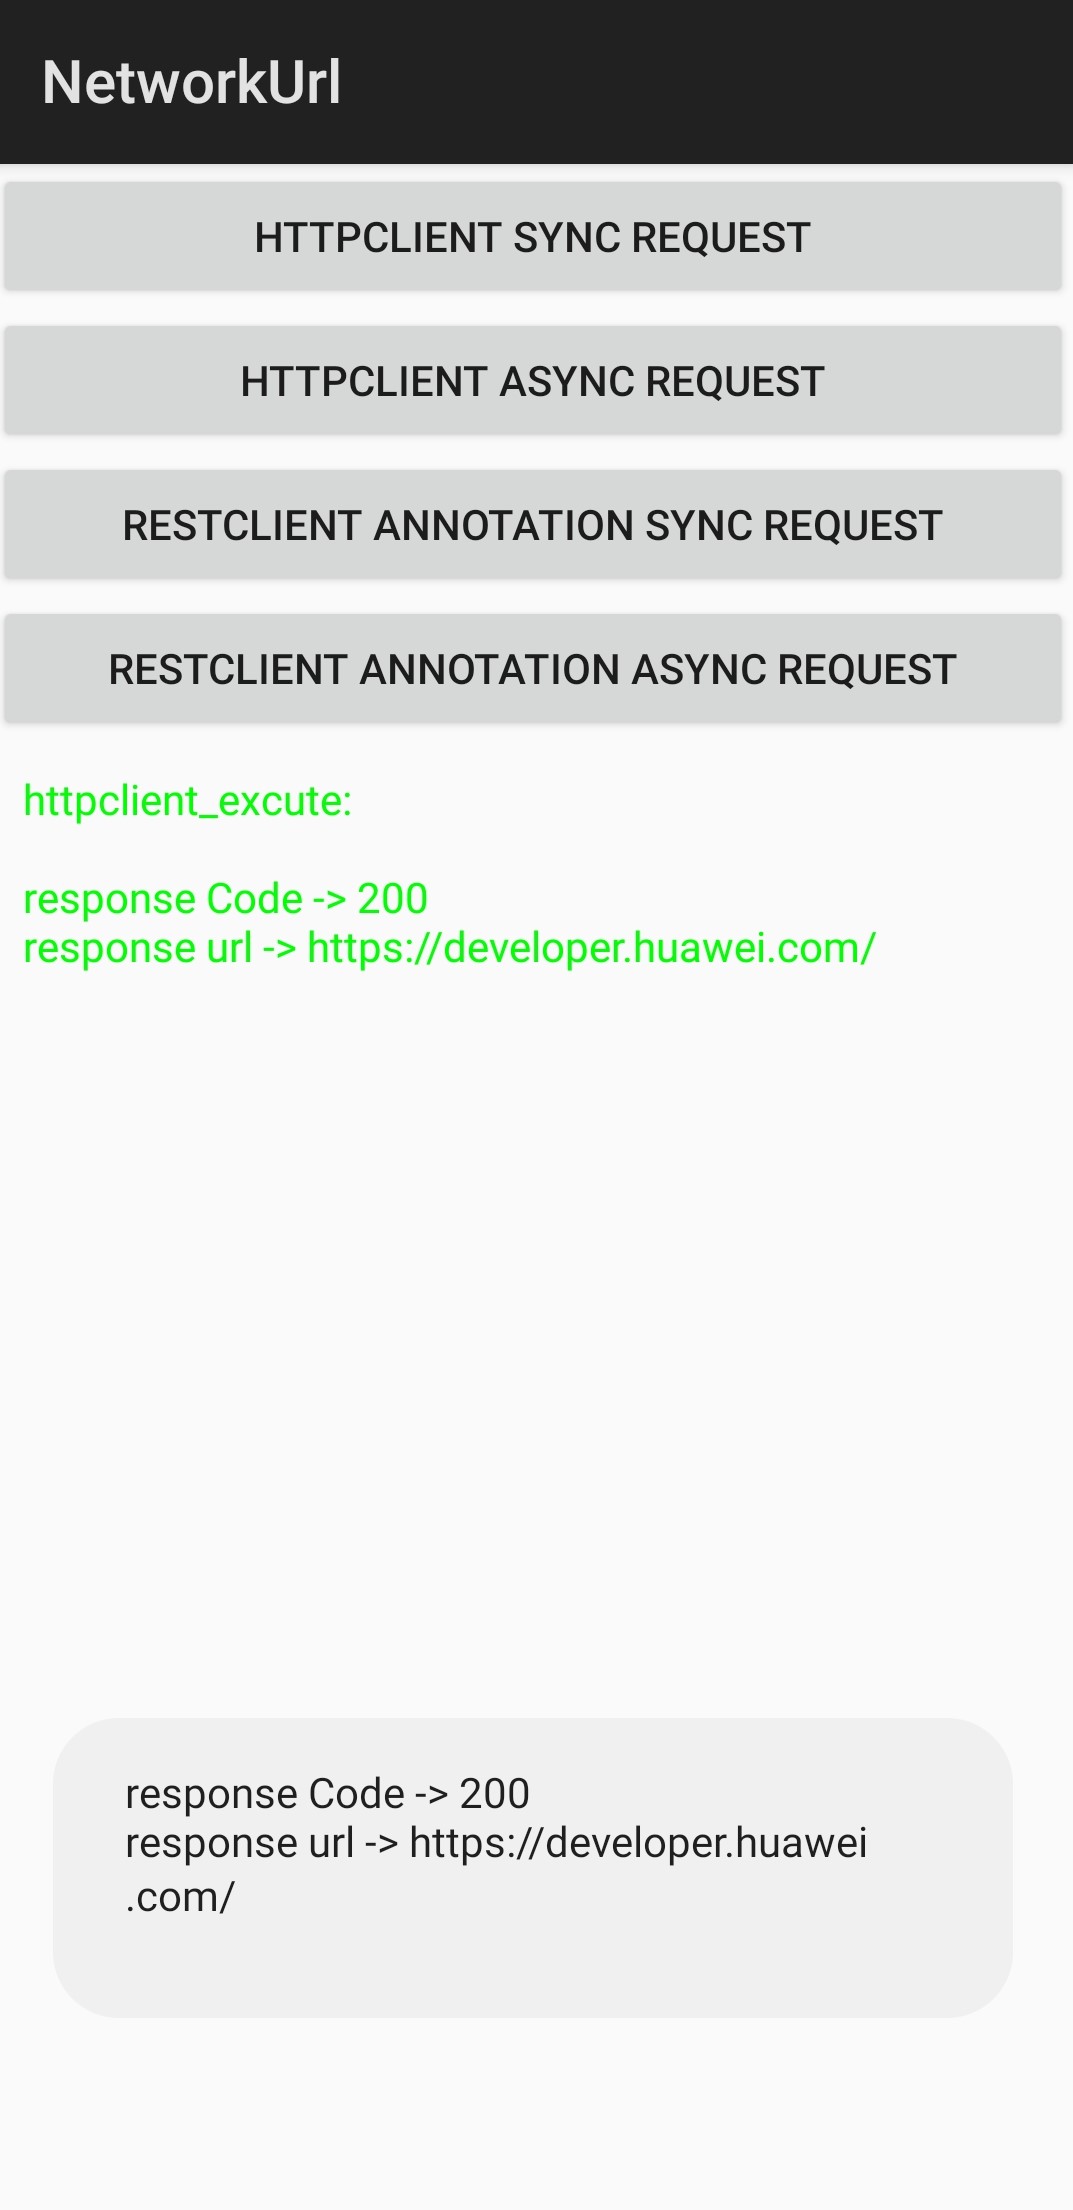 NetworkUrl
HTTPCLIENT SYNC REQUEST
HTTPCLIENT ASYNC REQUEST
RESTCLIENT ANNOTATION SYNC REQUEST
RESTCLIENT ANNOTATION ASYNC REQUEST
httpclient_excute:
response Code -> 200
response url -> https://developer.huawei.com/
response Code -> 200
response url -> https://developer.huawei
.com/